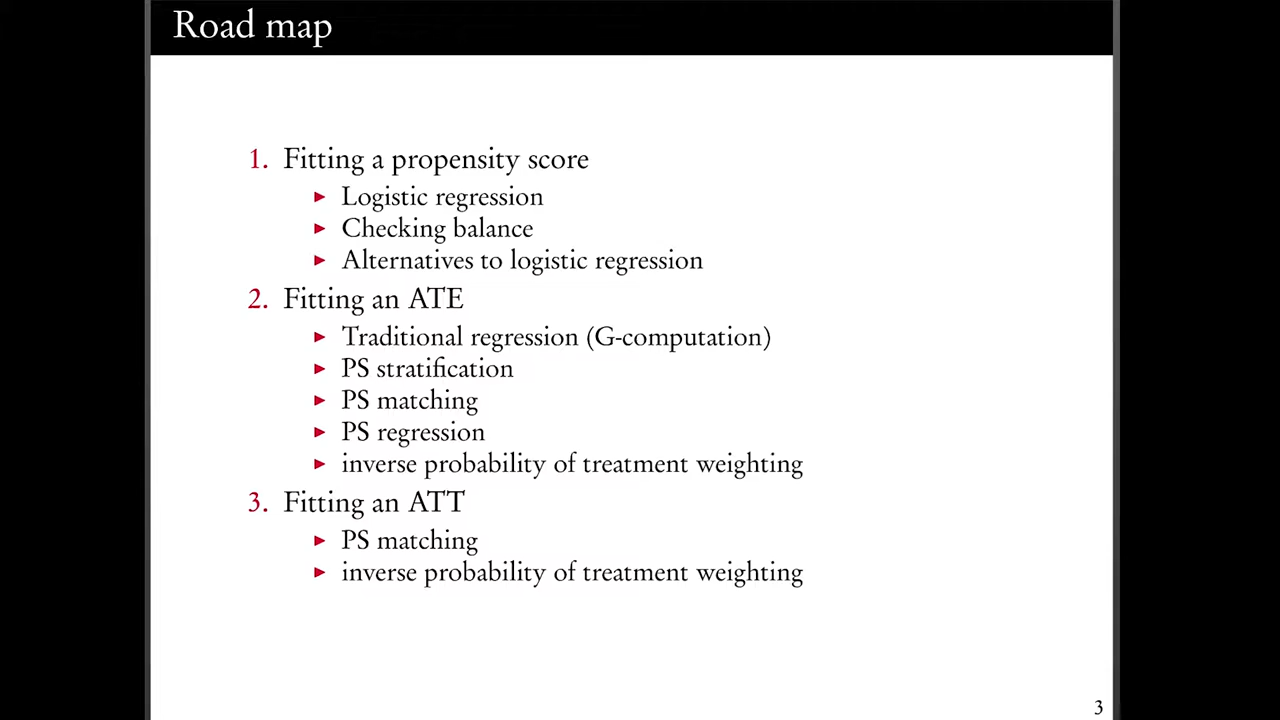 Road map
1. Fitting a propensity score
▶ Logistic regression
▶ Checking balance
▶ Alternatives to logistic regression
2. Fitting an ATE
▶ Traditional regression (G-computation)
▶ PS stratification
▶ PS matching
▶ PS regression
▶ inverse probability of treatment weighting
3. Fitting an ATT
▶ PS matching
▶ inverse probability of treatment weighting
3